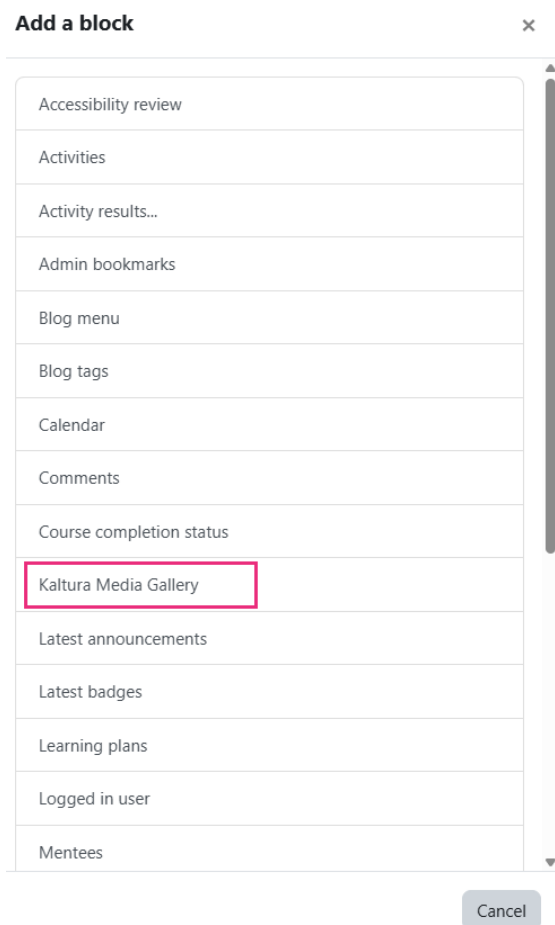 Add a block
×
Accessibility review
Activities
Activity results...
Admin bookmarks
Blog menu
Blog tags
Calendar
Comments
Course completion status
Kaltura Media Gallery
Latest announcements
Latest badges
Learning plans
Logged in user
Mentees
Cancel